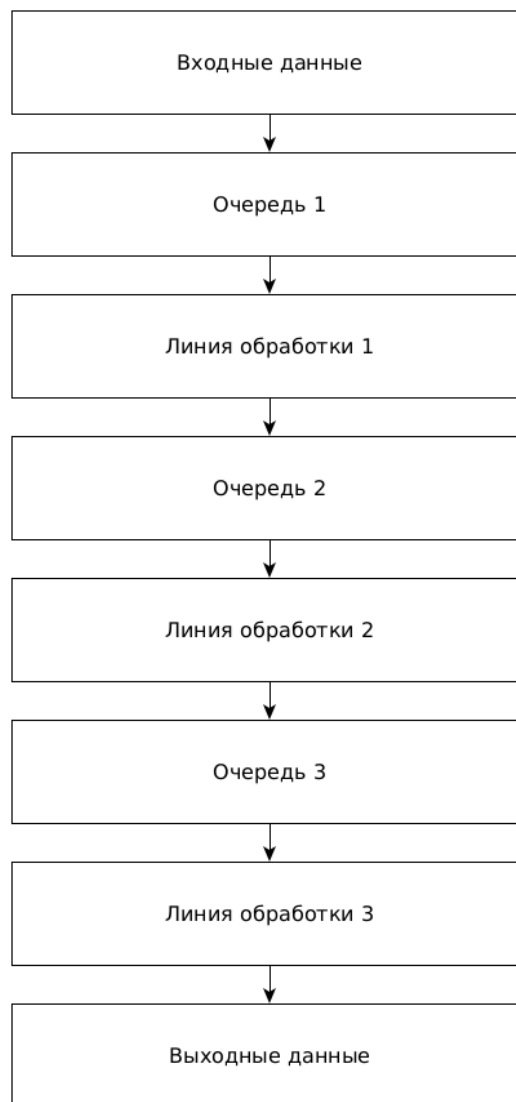 Входные данные
Очередь 1
Линия обработки 1
Очередь 2
Линия обработки 2
Очередь 3
Линия обработки 3
Выходные данные